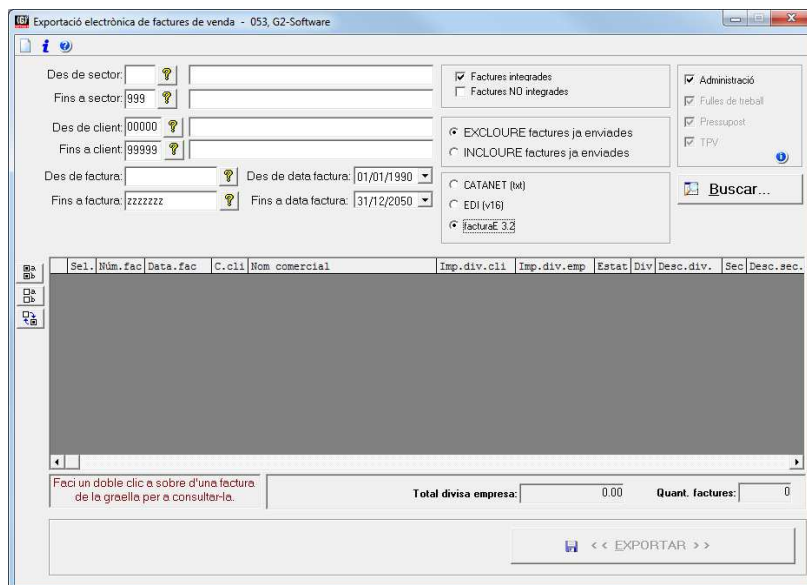 Exportació electrònica de factures de venda - 053, G2-Software
Des de sector:
Fins a sector: 999
Des de client: 00000
Fins a client: 99999
Des de factura: Des de data factura: 01/01/1990
Fins a factura: zzzzzzz Fins a data factura: 31/12/2050
Factures integrades
Factures NO integrades
EXCLOURE factures ja enviades
INCLOURE factures ja enviades
CATANET (txt)
EDI (v16)
facturaE 3.2
Administració
Fulles de treball
Pressupost
TPV
Buscar...
Sel. Núm.fac Data.fac C.cli Nom comercial Imp.div.cli Imp.div.emp Estat Div Desc.div. Sec Desc.sec.
Faci un doble clic a sobre d'una factura
de la graella per a consultar-la.
Total divisa empresa: 0.00 Quant. factures: 0
<< EXPORTAR >>